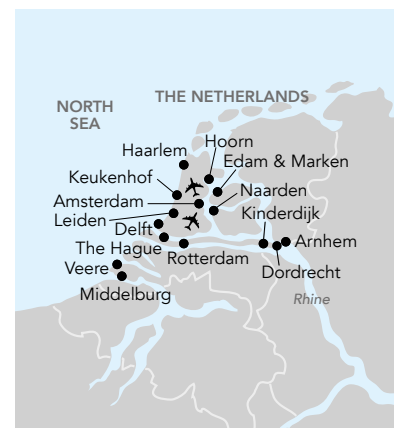 THE NETHERLANDS
NORTH
SEA
Hoorn
Haarlem
Edam & Marken
Keukenhof
Naarden
Amsterdam
Kinderdijk
Leiden
Delft
The Hague
Arnhem
Rotterdam
Veere
Dordrecht
Middelburg
Rhine